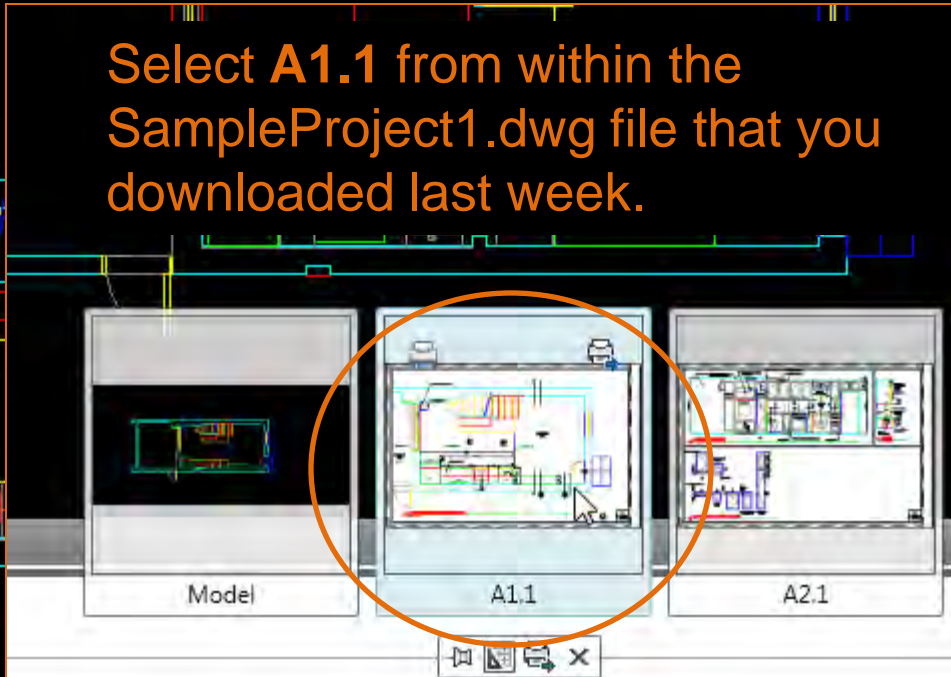 Select A1.1 from within the
SampleProject1.dwg file that you
downloaded last week.
Model
A1.1
A2.1